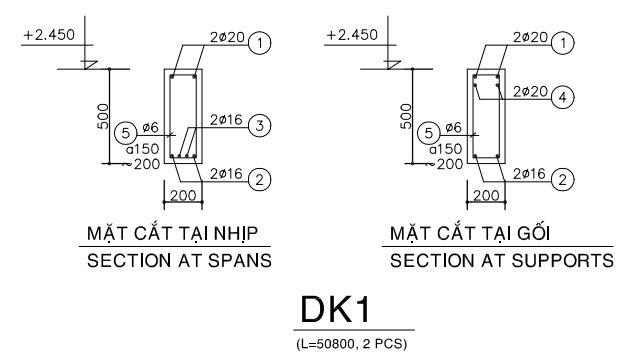 +2.450
2ø20 1
500
5 ø6
2ø16 3
a150
~200
2ø16 2
200
MẶT CẮT TẠI NHỊP
SECTION AT SPANS
+2.450
2ø20 1
2ø20 4
500
5 ø6
a150
~200
2ø16 2
200
MẶT CẮT TẠI GỐI
SECTION AT SUPPORTS
DK1
(L=50800, 2 PCS)